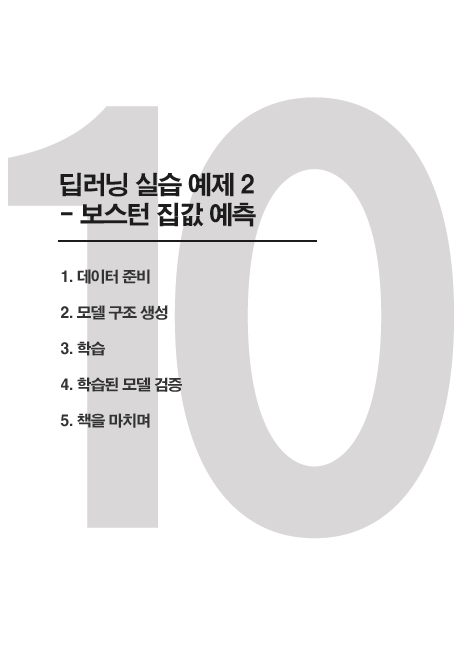 10
딥러닝 실습 예제 2
- 보스턴 집값 예측
1. 데이터 준비
2. 모델 구조 생성
3. 학습
4. 학습된 모델 검증
5. 책을 마치며